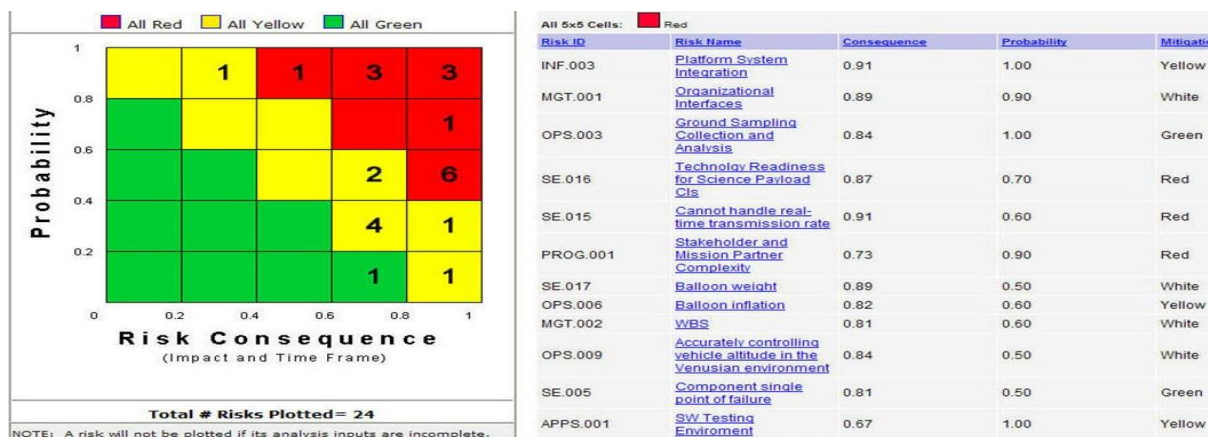 All Red All Yellow All Green
1
0.8
0.6
0.4
0.2
Probability
1 1 3 3
1
2 6
4 1
1 1
0 0.2 0.4 0.6 0.8 1
Risk Consequence
(Impact and Time Frame)
Total # Risks Plotted= 24
NOTE: A risk will not be plotted if its analysis inputs are incomplete.
All 5x5 Cells: Red
Risk ID Risk Name Consequence Probability
INF.003 Platform System 0.91 1.00 Yellow
Integration
MGT.001 Organizational 0.89 0.90 White
Interfaces
OPS.003 Ground Sampling 0.84 1.00 Green
Collection and
Analysis
SE.016 Technolgy Readiness 0.87 0.70 Red
for Science Payload
CIs
SE.015 Cannot handle real- 0.91 0.60 Red
time transmission rate
PROG.001 Stakeholder and 0.73 0.90 Red
Mission Partner
Complexity
SE.017 Balloon weight 0.89 0.50 White
OPS.006 Balloon inflation 0.82 0.60 Yellow
MGT.002 WBS 0.81 0.60 White
OPS.009 Accurately controlling 0.84 0.50 White
vehicle altitude in the
Venusian environment
SE.005 Component single 0.81 0.50 Green
point of failure
APPS.001 SW Testing 0.67 1.00 Yellow
Enviroment